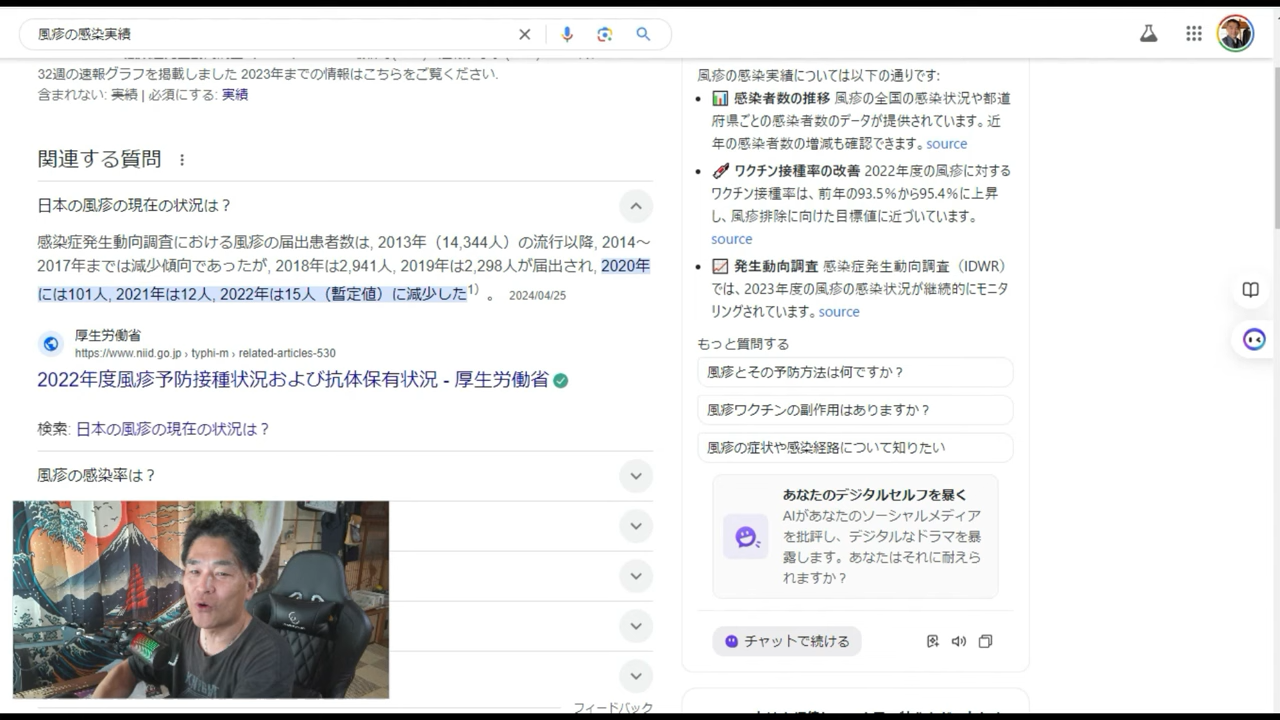 風疹の感染実績
32週の速報グラフを掲載しました 2023年までの情報はこちらをご覧ください.
含まれない: 実績 | 必須にする: 実績
関連する質問
日本の風疹の現在の状況は？
感染症発生動向調査における風疹の届出患者数は, 2013年（14,344人）の流行以降, 2014～
2017年までは減少傾向であったが, 2018年は2,941人, 2019年は2,298人が届出され, 2020年
には101人, 2021年は12人, 2022年は15人（暫定値）に減少した1）。 2024/04/25
厚生労働省
https://www.niid.go.jp › typhi-m › related-articles-530
2022年度風疹予防接種状況および抗体保有状況 - 厚生労働省
検索: 日本の風疹の現在の状況は？
風疹の感染率は？
フィードバック
風疹の感染実績については以下の通りです:
• 📊 感染者数の推移 風疹の全国の感染状況や都道
府県ごとの感染者数のデータが提供されています。近
年の感染者数の増減も確認できます。source
• 🚀 ワクチン接種率の改善 2022年度の風疹に対する
ワクチン接種率は、前年の93.5%から95.4%に上昇
し、風疹排除に向けた目標値に近づいています。
source
• 📈 発生動向調査 感染症発生動向調査（IDWR）
では、2023年度の風疹の感染状況が継続的にモニタ
リングされています。source
もっと質問する
風疹とその予防方法は何ですか？
風疹ワクチンの副作用はありますか？
風疹の症状や感染経路について知りたい
あなたのデジタルセルフを暴く
AIがあなたのソーシャルメディア
を批評し、デジタルなドラマを暴
露します。あなたはそれに耐えら
れますか？
チャットで続ける